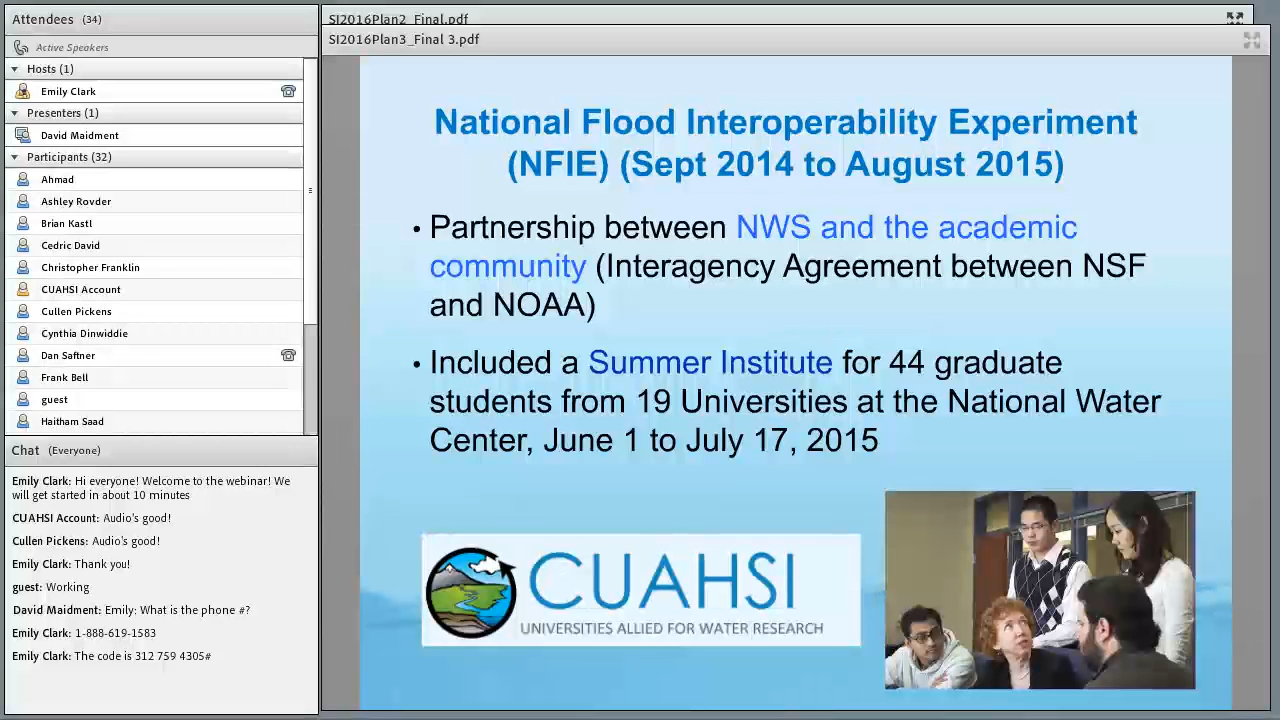 Attendees (34)
Active Speakers
Hosts (1)
Emily Clark
Presenters (1)
David Maidment
Participants (32)
Ahmad
Ashley Rovder
Brian Kastl
Cedric David
Christopher Franklin
CUAHSI Account
Cullen Pickens
Cynthia Dinwiddie
Dan Saftner
Frank Bell
guest
Haitham Saad
Chat (Everyone)
Emily Clark: Hi everyone! Welcome to the webinar! We
will get started in about 10 minutes
CUAHSI Account: Audio's good!
Cullen Pickens: Audio's good!
Emily Clark: Thank you!
guest: Working
David Maidment: Emily: What is the phone #?
Emily Clark: 1-888-619-1583
Emily Clark: The code is 312 759 4305#
SI2016Plan2_Final.pdf
SI2016Plan3_Final 3.pdf
National Flood Interoperability Experiment
(NFIE) (Sept 2014 to August 2015)
• Partnership between NWS and the academic
community (Interagency Agreement between NSF
and NOAA)
• Included a Summer Institute for 44 graduate
students from 19 Universities at the National Water
Center, June 1 to July 17, 2015
CUAHSI
UNIVERSITIES ALLIED FOR WATER RESEARCH